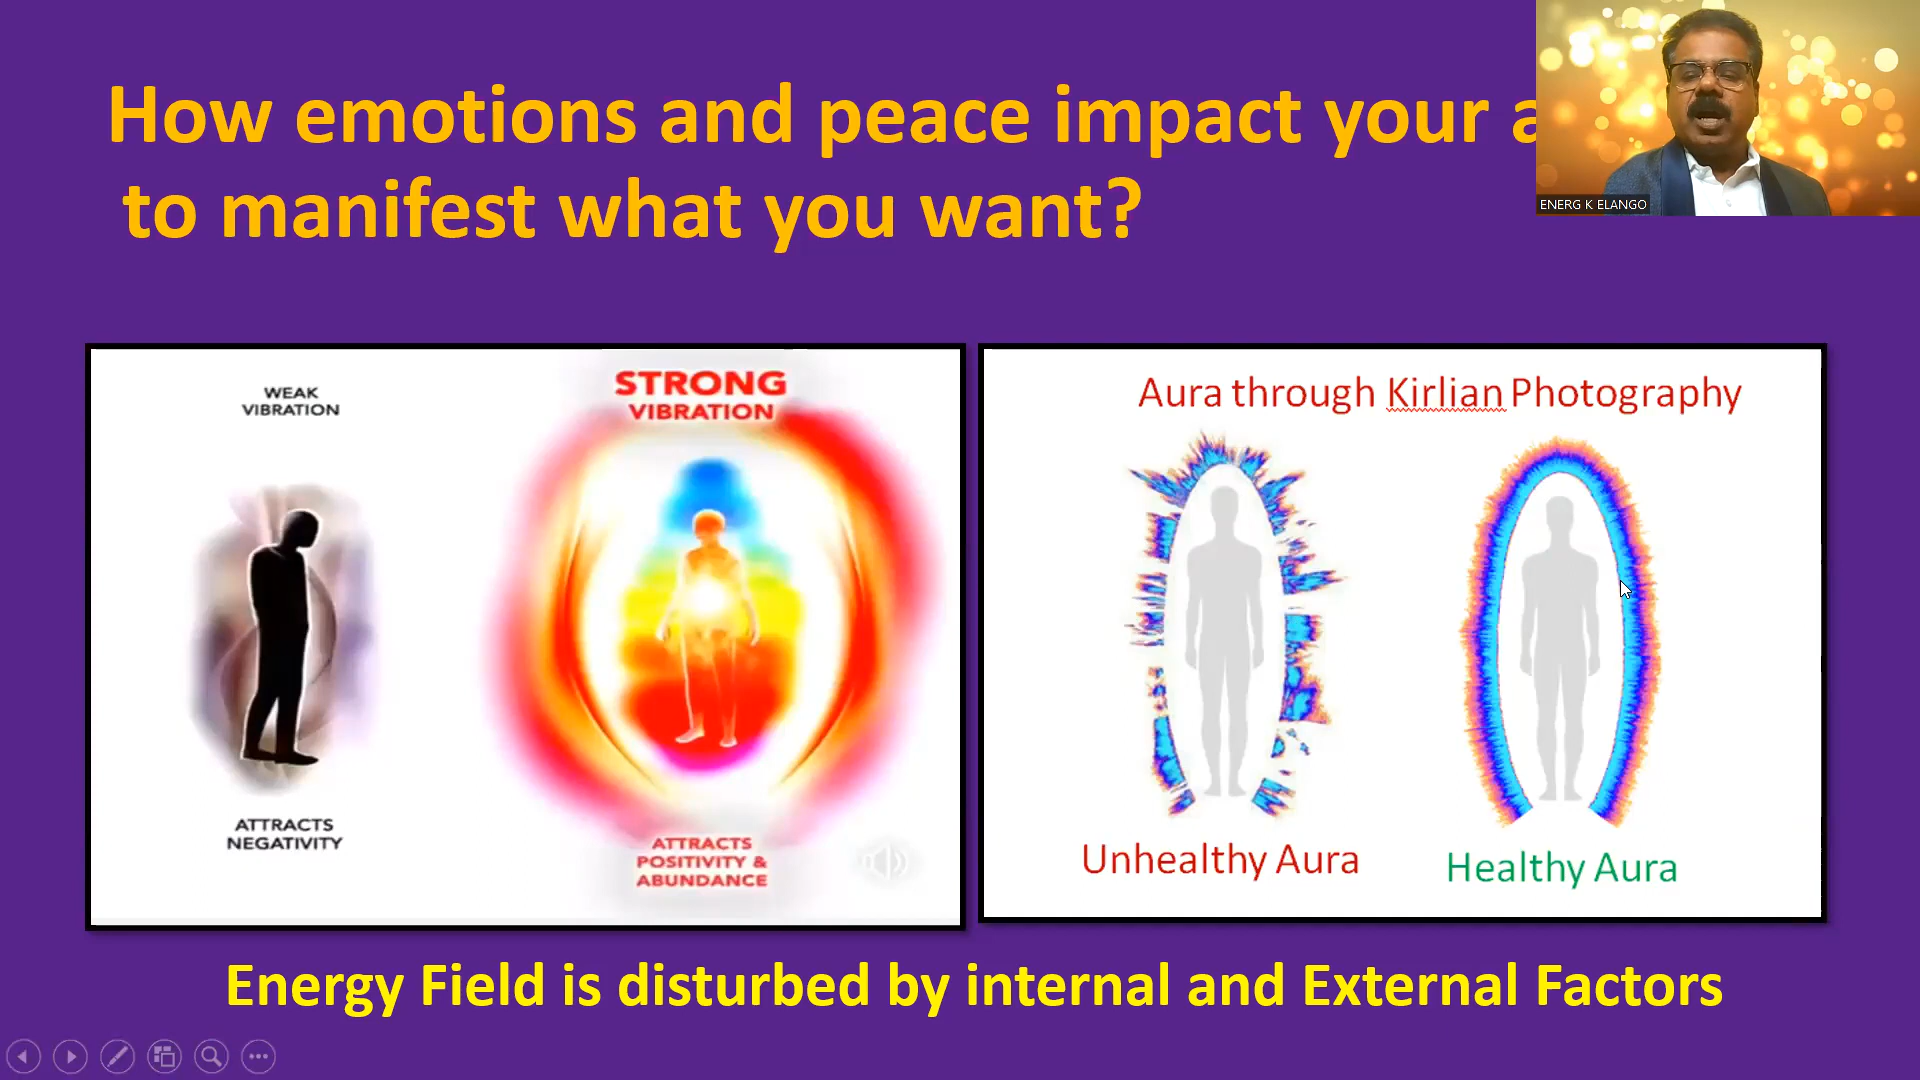 How emotions and peace impact your
to manifest what you want?
ENERG K ELANGO
WEAK
VIBRATION
STRONG
VIBRATION
ATTRACTS
NEGATIVITY
ATTRACTS
POSITIVITY &
ABUNDANCE
Aura through Kirlian Photography
Unhealthy Aura
Healthy Aura
Energy Field is disturbed by internal and External Factors